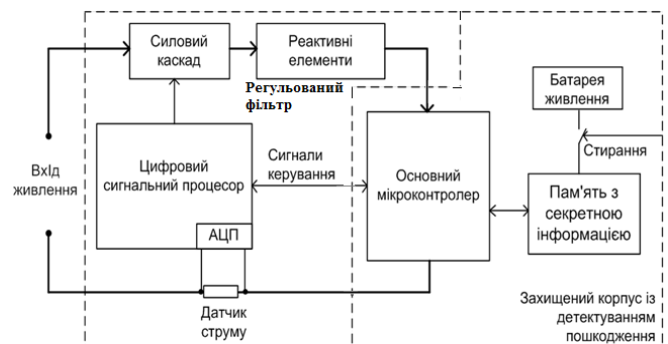 Силовий
каскад
Реактивні
елементи
Регульований
фільтр
Батарея
живлення
Стирання
Вхід
живлення
Цифровий
сигнальний процесор
АЦП
Сигнали
керування
Основний
мікроконтролер
Пам'ять з
секретною
інформацією
Датчик
струму
Захищений корпус із
детектуванням
пошкодження